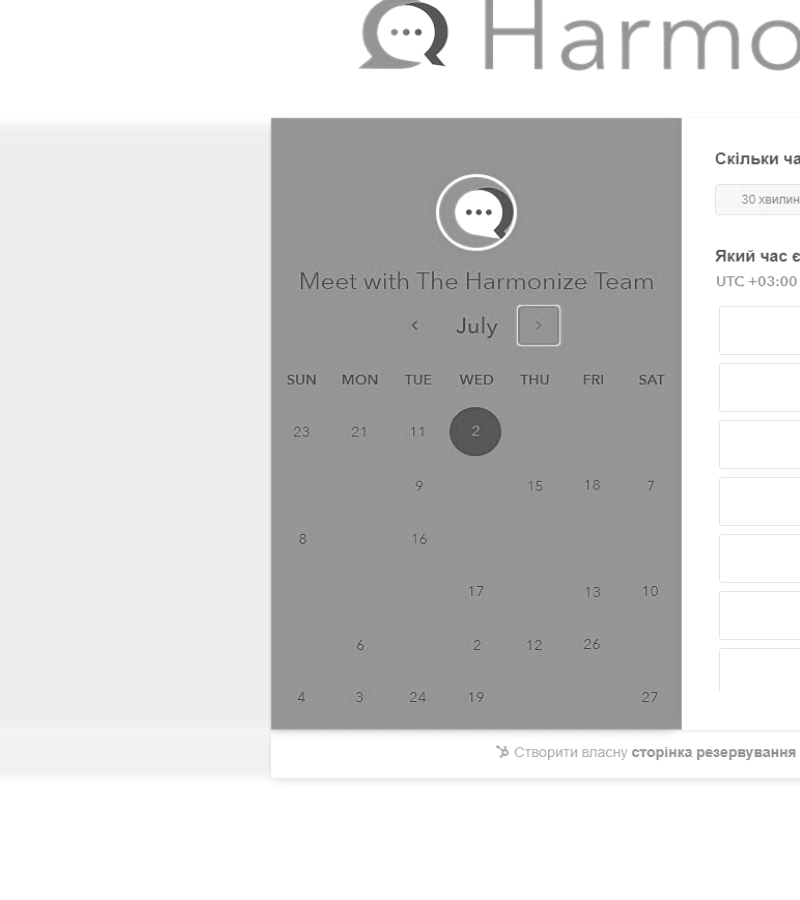 Harmo
Meet with The Harmonize Team
July
SUN MON TUE WED THU FRI SAT
23 21 11 2
9 15 18 7
8 16
17 13 10
6 2 12 26
4 3 24 19 27
Скільки ча
30 хвилин
Який час є
UTC +03:00
Створити власну сторінка резервування